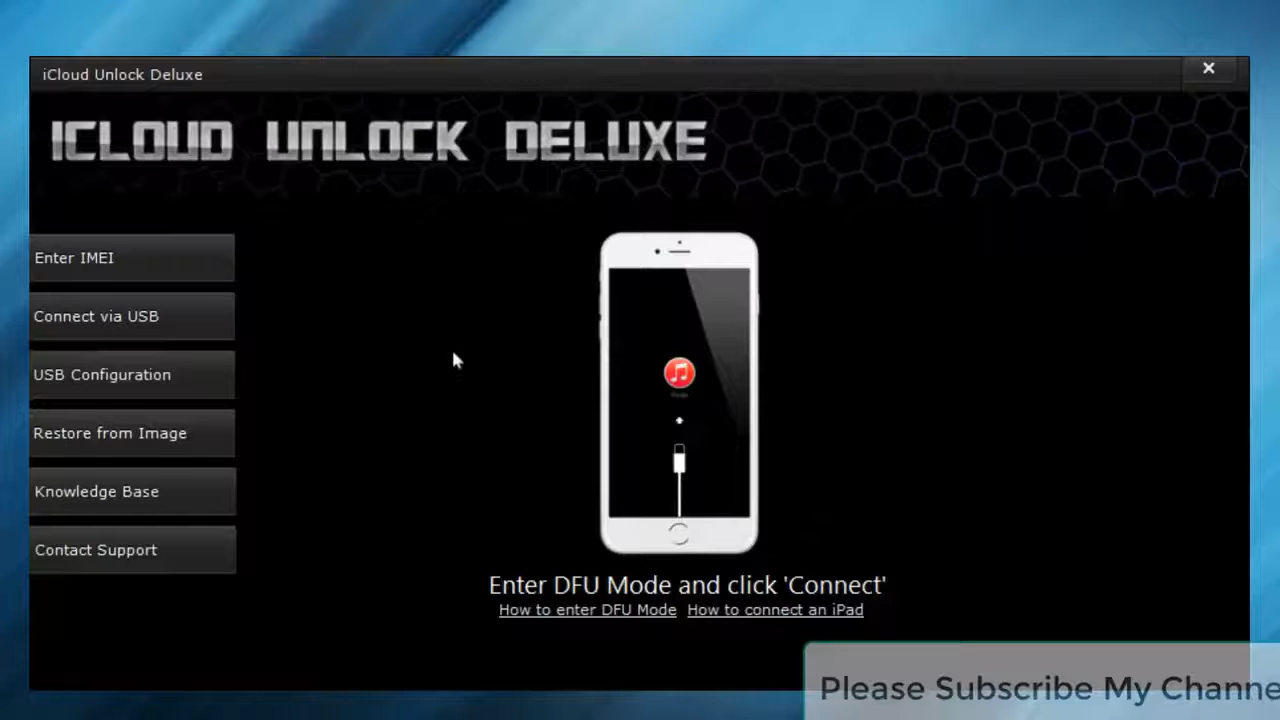 iCloud Unlock Deluxe
ICLOUD UNLOCK DELUXE
Enter IMEI
Connect via USB
USB Configuration
Restore from Image
Knowledge Base
Contact Support
Enter DFU Mode and click 'Connect'
How to enter DFU Mode How to connect an iPad
Please Subscribe My Channe